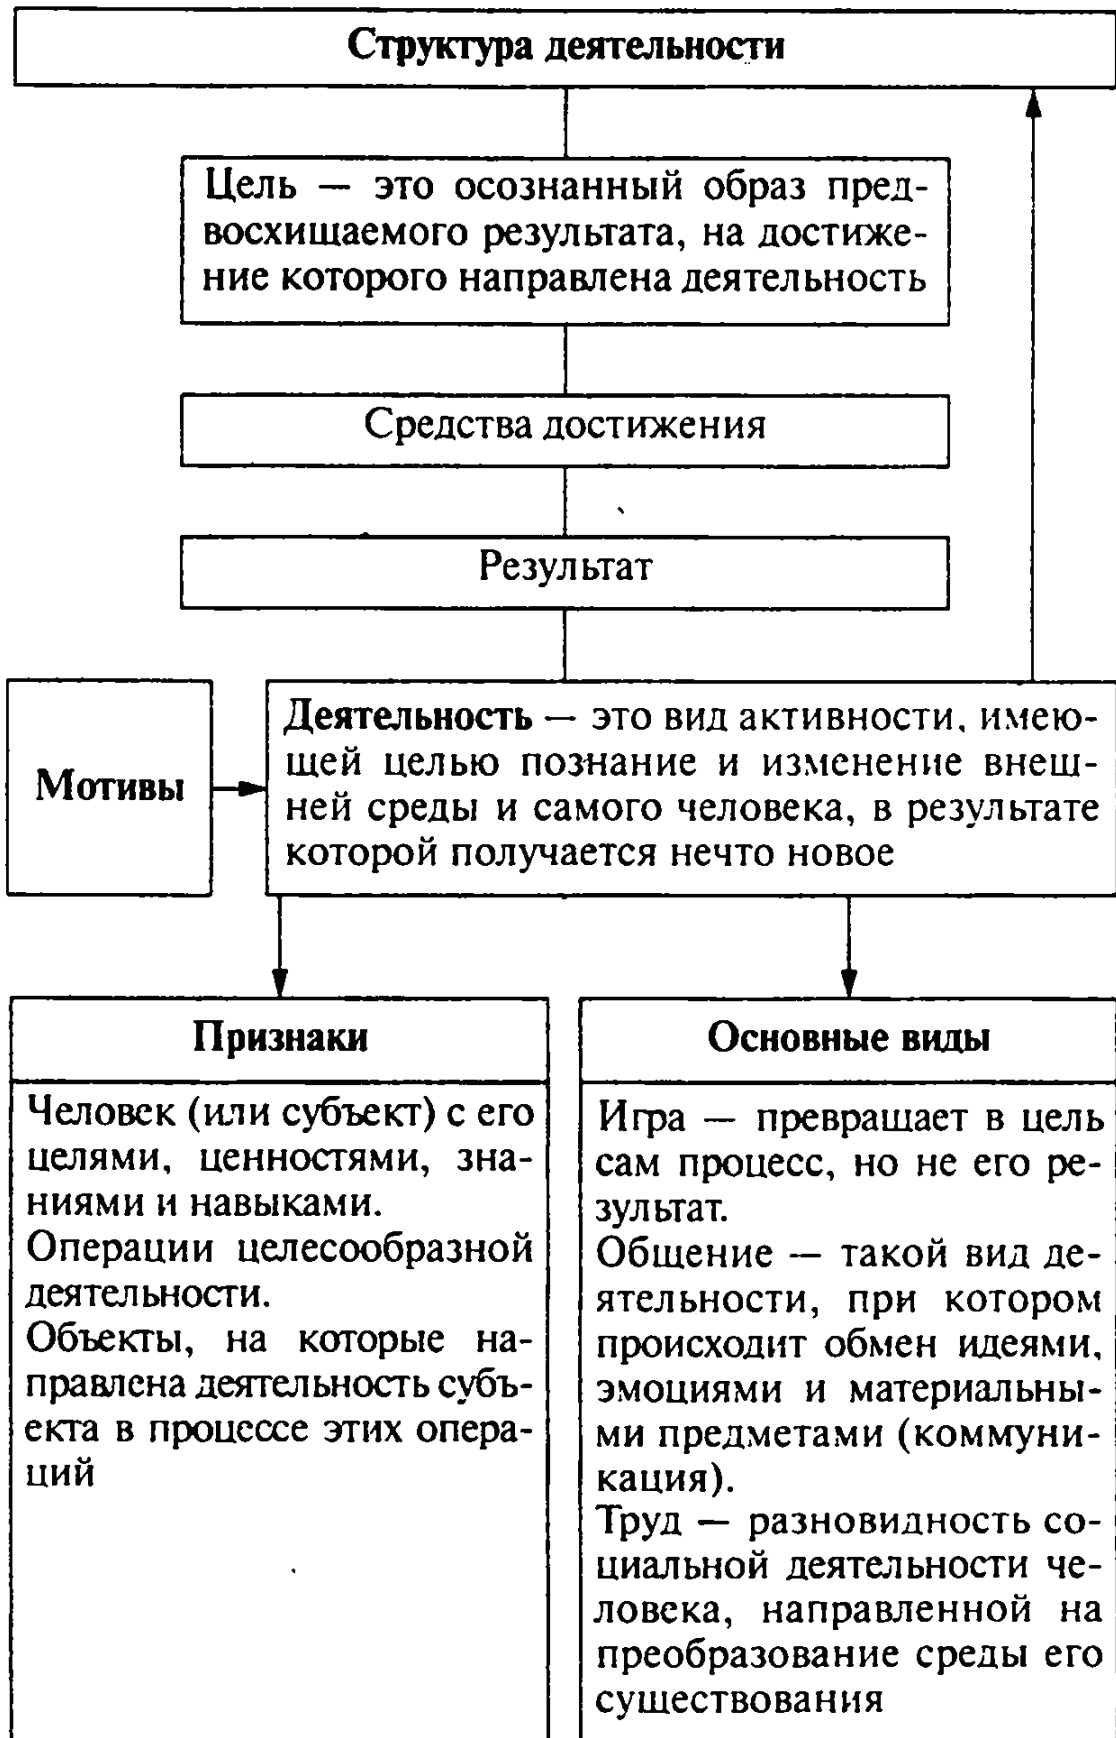 Структура деятельности
Цель — это осознанный образ пред-
восхищаемого результата, на достиже-
ние которого направлена деятельность
Средства достижения
Результат
Мотивы
Деятельность — это вид активности, имею-
щей целью познание и изменение внеш-
ней среды и самого человека, в результате
которой получается нечто новое
Признаки
Человек (или субъект) с его
целями, ценностями, зна-
ниями и навыками.
Операции целесообразной
деятельности.
Объекты, на которые на-
правлена деятельность субъ-
екта в процессе этих опера-
ций
Основные виды
Игра — превращает в цель
сам процесс, но не его ре-
зультат.
Общение — такой вид де-
ятельности, при котором
происходит обмен идеями,
эмоциями и материальны-
ми предметами (коммуни-
кация).
Труд — разновидность со-
циальной деятельности че-
ловека, направленной на
преобразование среды его
существования